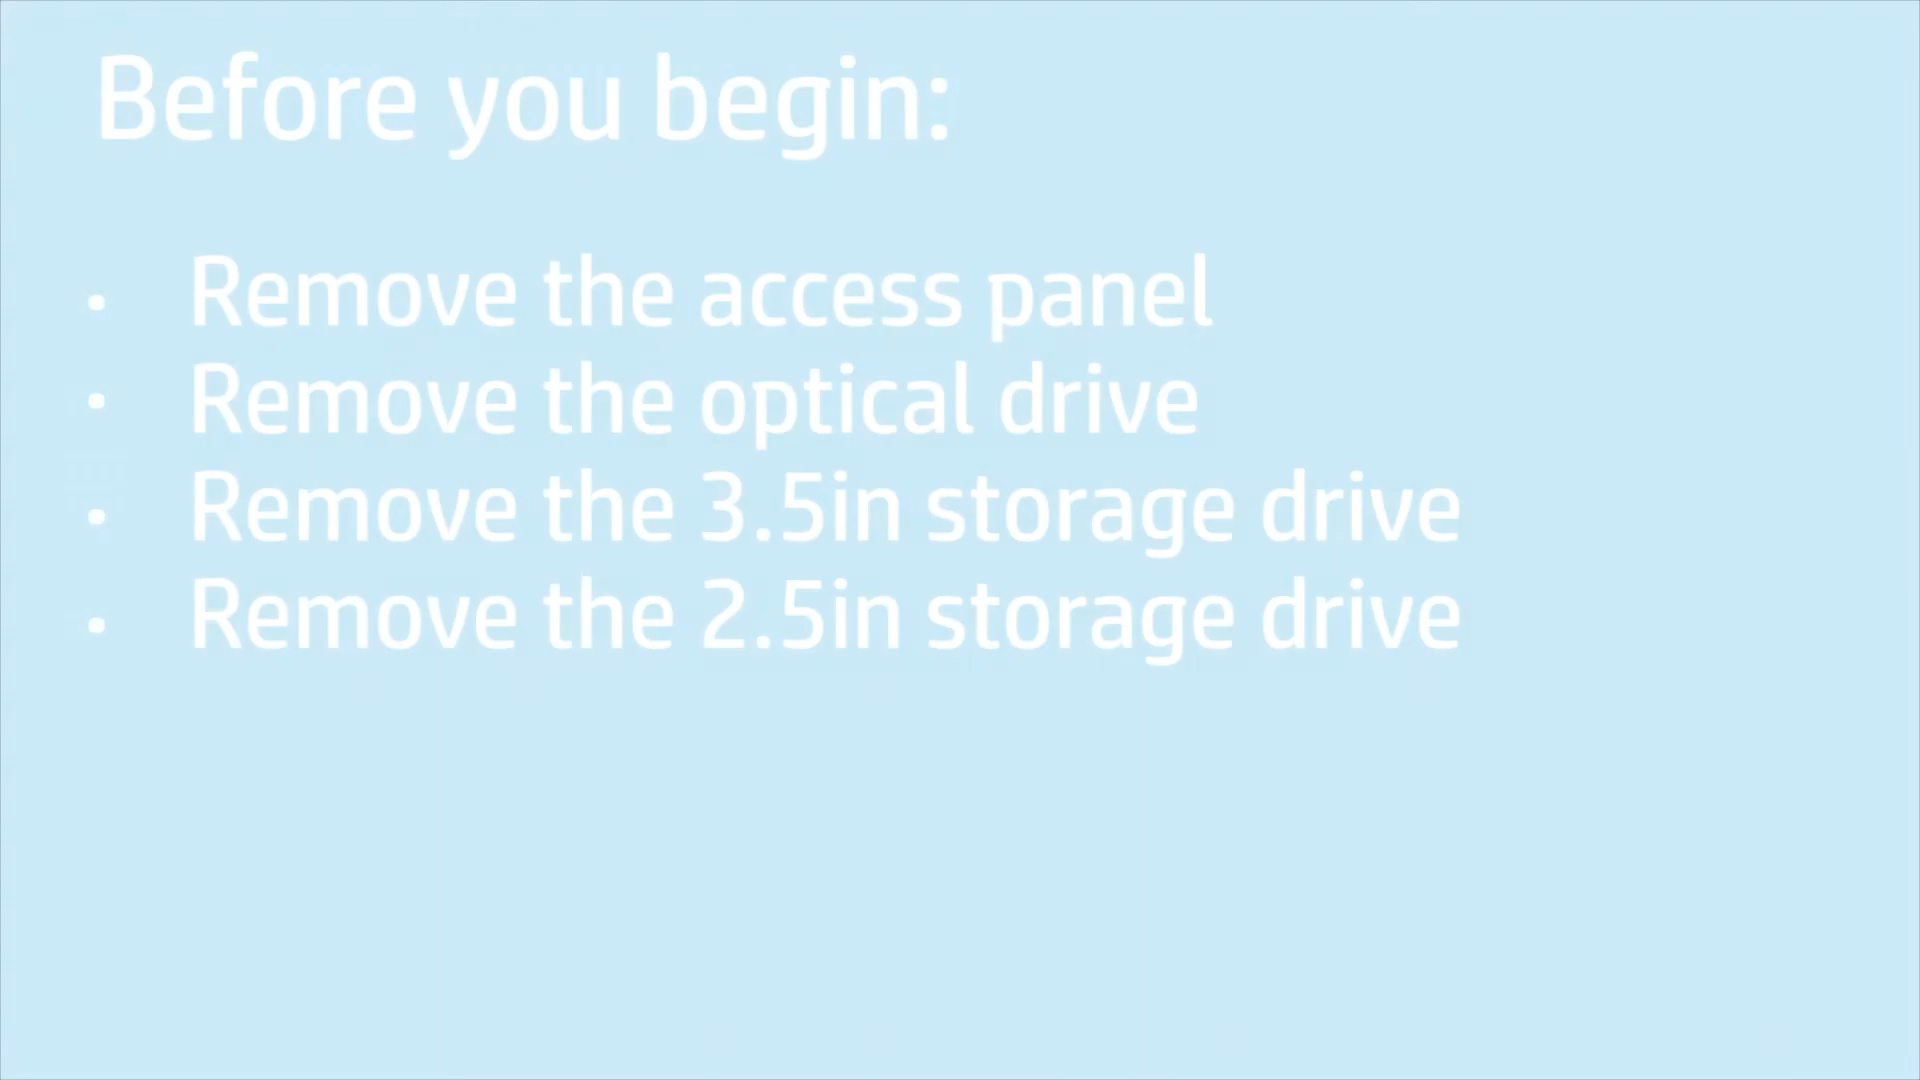 Before you begin:
• Remove the access panel
• Remove the optical drive
• Remove the 3.5in storage drive
• Remove the 2.5in storage drive